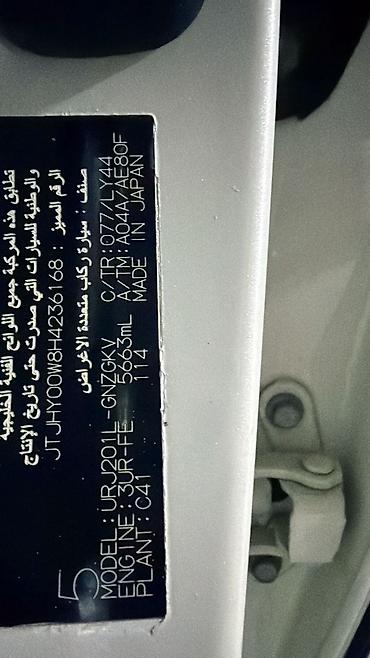 تطابق هذه المركبة جميع اللوائح الفنية الخليجية
والوطنية للسيارات التي صدرت حتى تاريخ الإنتاج
الرقم المميز : JTJHY00W8H4236168
صنف : سيارة ركاب متعددة الأغراض
5
MODEL:URJ201L-GNZGKV C/TR:077/LY44
ENGINE:3UR-FE 5663mL A/TM:A04A/AE80F
PLANT:C41 114 MADE IN JAPAN